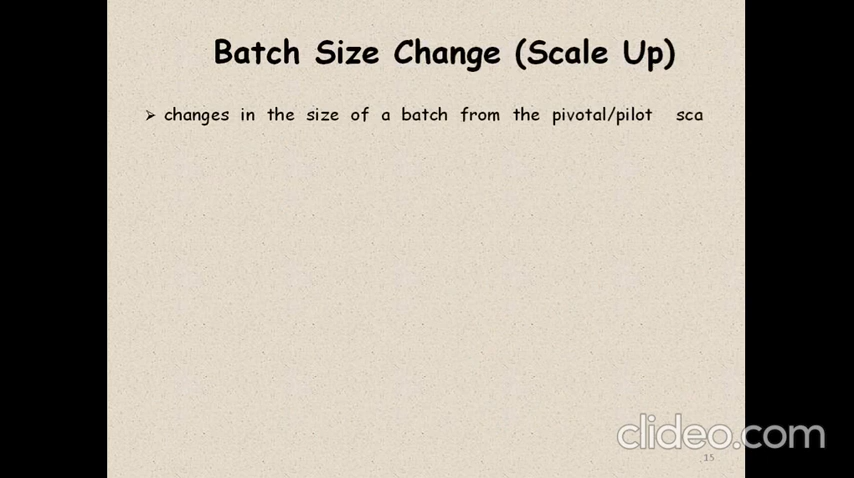 Batch Size Change (Scale Up)
➢ changes in the size of a batch from the pivotal/pilot sca
clideo.com
15